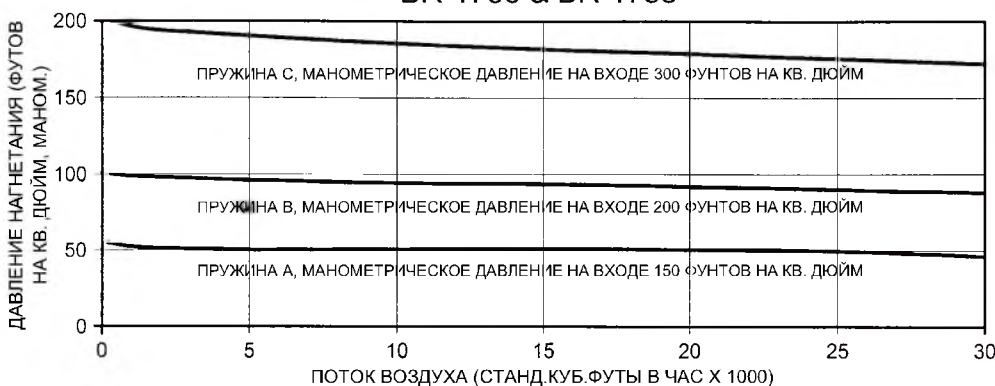 200
150
100
50
0
ДАВЛЕНИЕ НАГНЕТАНИЯ (ФУТОВ
НА КВ. ДЮЙМ, МАНОМ.)
ПРУЖИНА С, МАНОМЕТРИЧЕСКОЕ ДАВЛЕНИЕ НА ВХОДЕ 300 ФУНТОВ НА КВ. ДЮЙМ
ПРУЖИНА В, МАНОМЕТРИЧЕСКОЕ ДАВЛЕНИЕ НА ВХОДЕ 200 ФУНТОВ НА КВ. ДЮЙМ
ПРУЖИНА А, МАНОМЕТРИЧЕСКОЕ ДАВЛЕНИЕ НА ВХОДЕ 150 ФУНТОВ НА КВ. ДЮЙМ
0 5 10 15 20 25 30
ПОТОК ВОЗДУХА (СТАНД.КУБ.ФУТЫ В ЧАС X 1000)